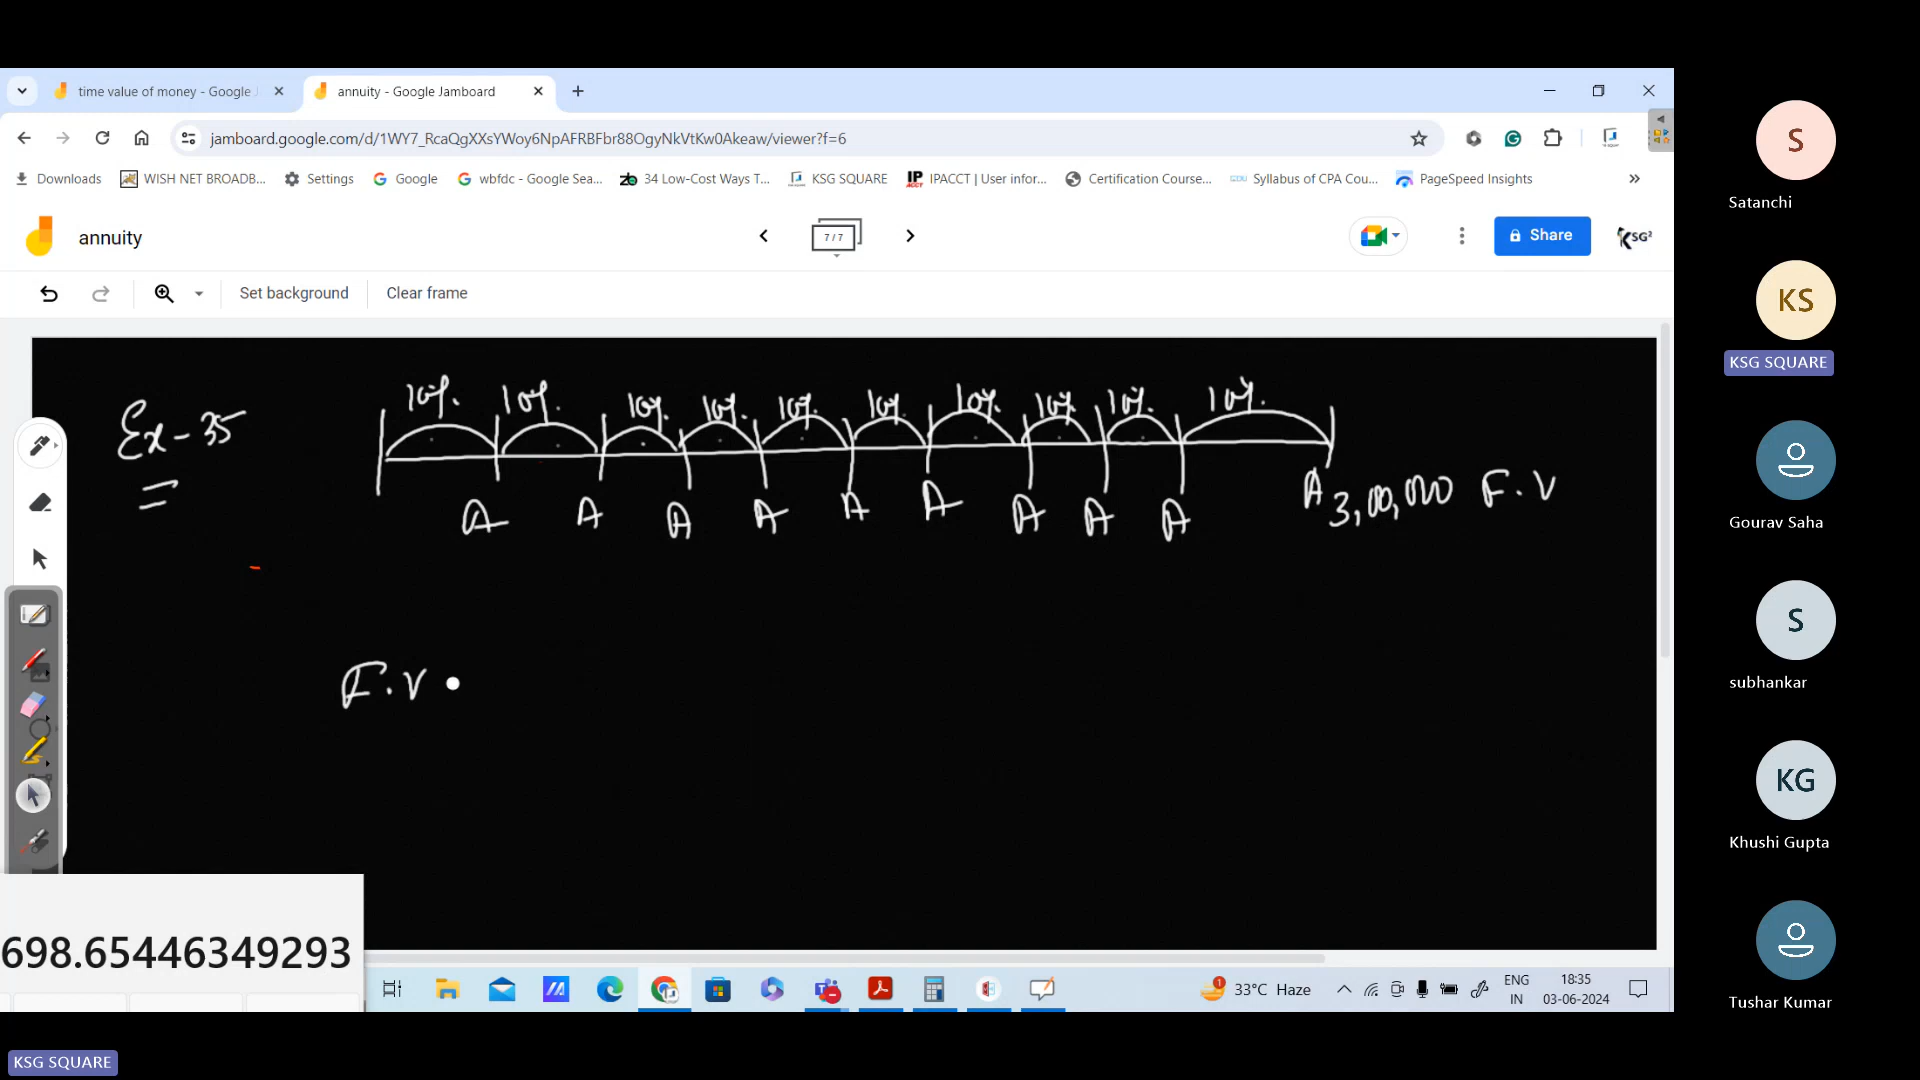 time value of money - Google J
annuity - Google Jamboard
jamboard.google.com/d/1WY7_RcaQgXXsYWoy6NpAFRBFbr88OgyNkVtKw0Akeaw/viewer?f=6
Downloads WISH NET BROADB... Settings Google wbfdc - Google Sea... 34 Low-Cost Ways T... KSG SQUARE IPACCT | User infor... Certification Course... Syllabus of CPA Cou... PageSpeed Insights »
annuity
7 / 7
Share
KSG²
Set background Clear frame
Ex-35
10%. 10%. 10%. 10%. 10%. 10%. 10%. 10%. 10%. 10%.
A A A A A A A A A A 3,00,000 F.V
F.V
698.65446349293
33°C Haze
ENG
IN
18:35
03-06-2024
S
Satanchi
KS
KSG SQUARE
Gourav Saha
S
subhankar
KG
Khushi Gupta
Tushar Kumar
KSG SQUARE